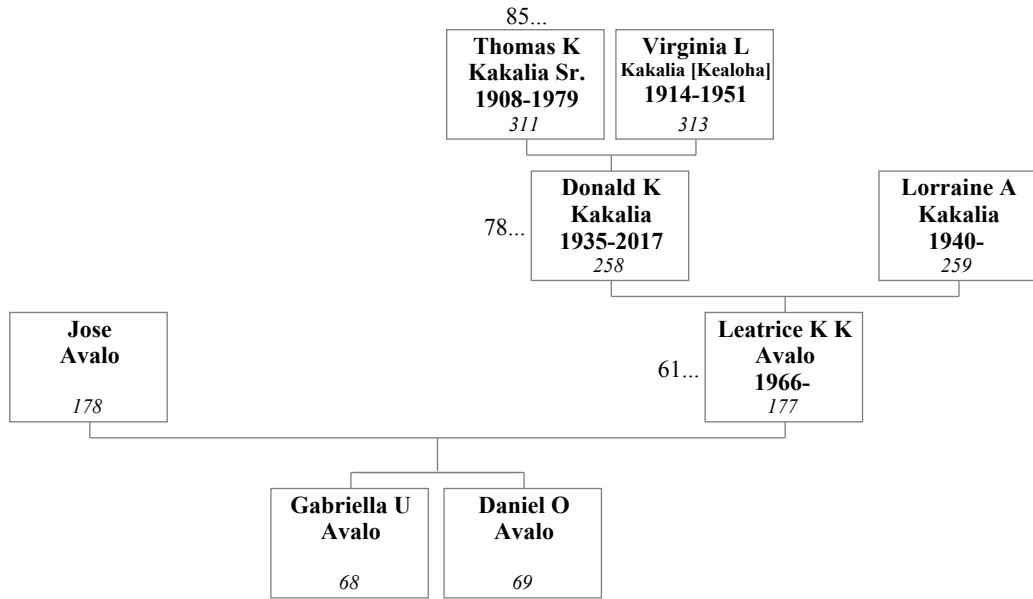 85...
Thomas K
Kakalia Sr.
1908-1979
311
Virginia L
Kakalia [Kealoha]
1914-1951
313
78...
Donald K
Kakalia
1935-2017
258
Lorraine A
Kakalia
1940-
259
Jose
Avalo
178
61...
Leatrice K K
Avalo
1966-
177
Gabriella U
Avalo
68
Daniel O
Avalo
69